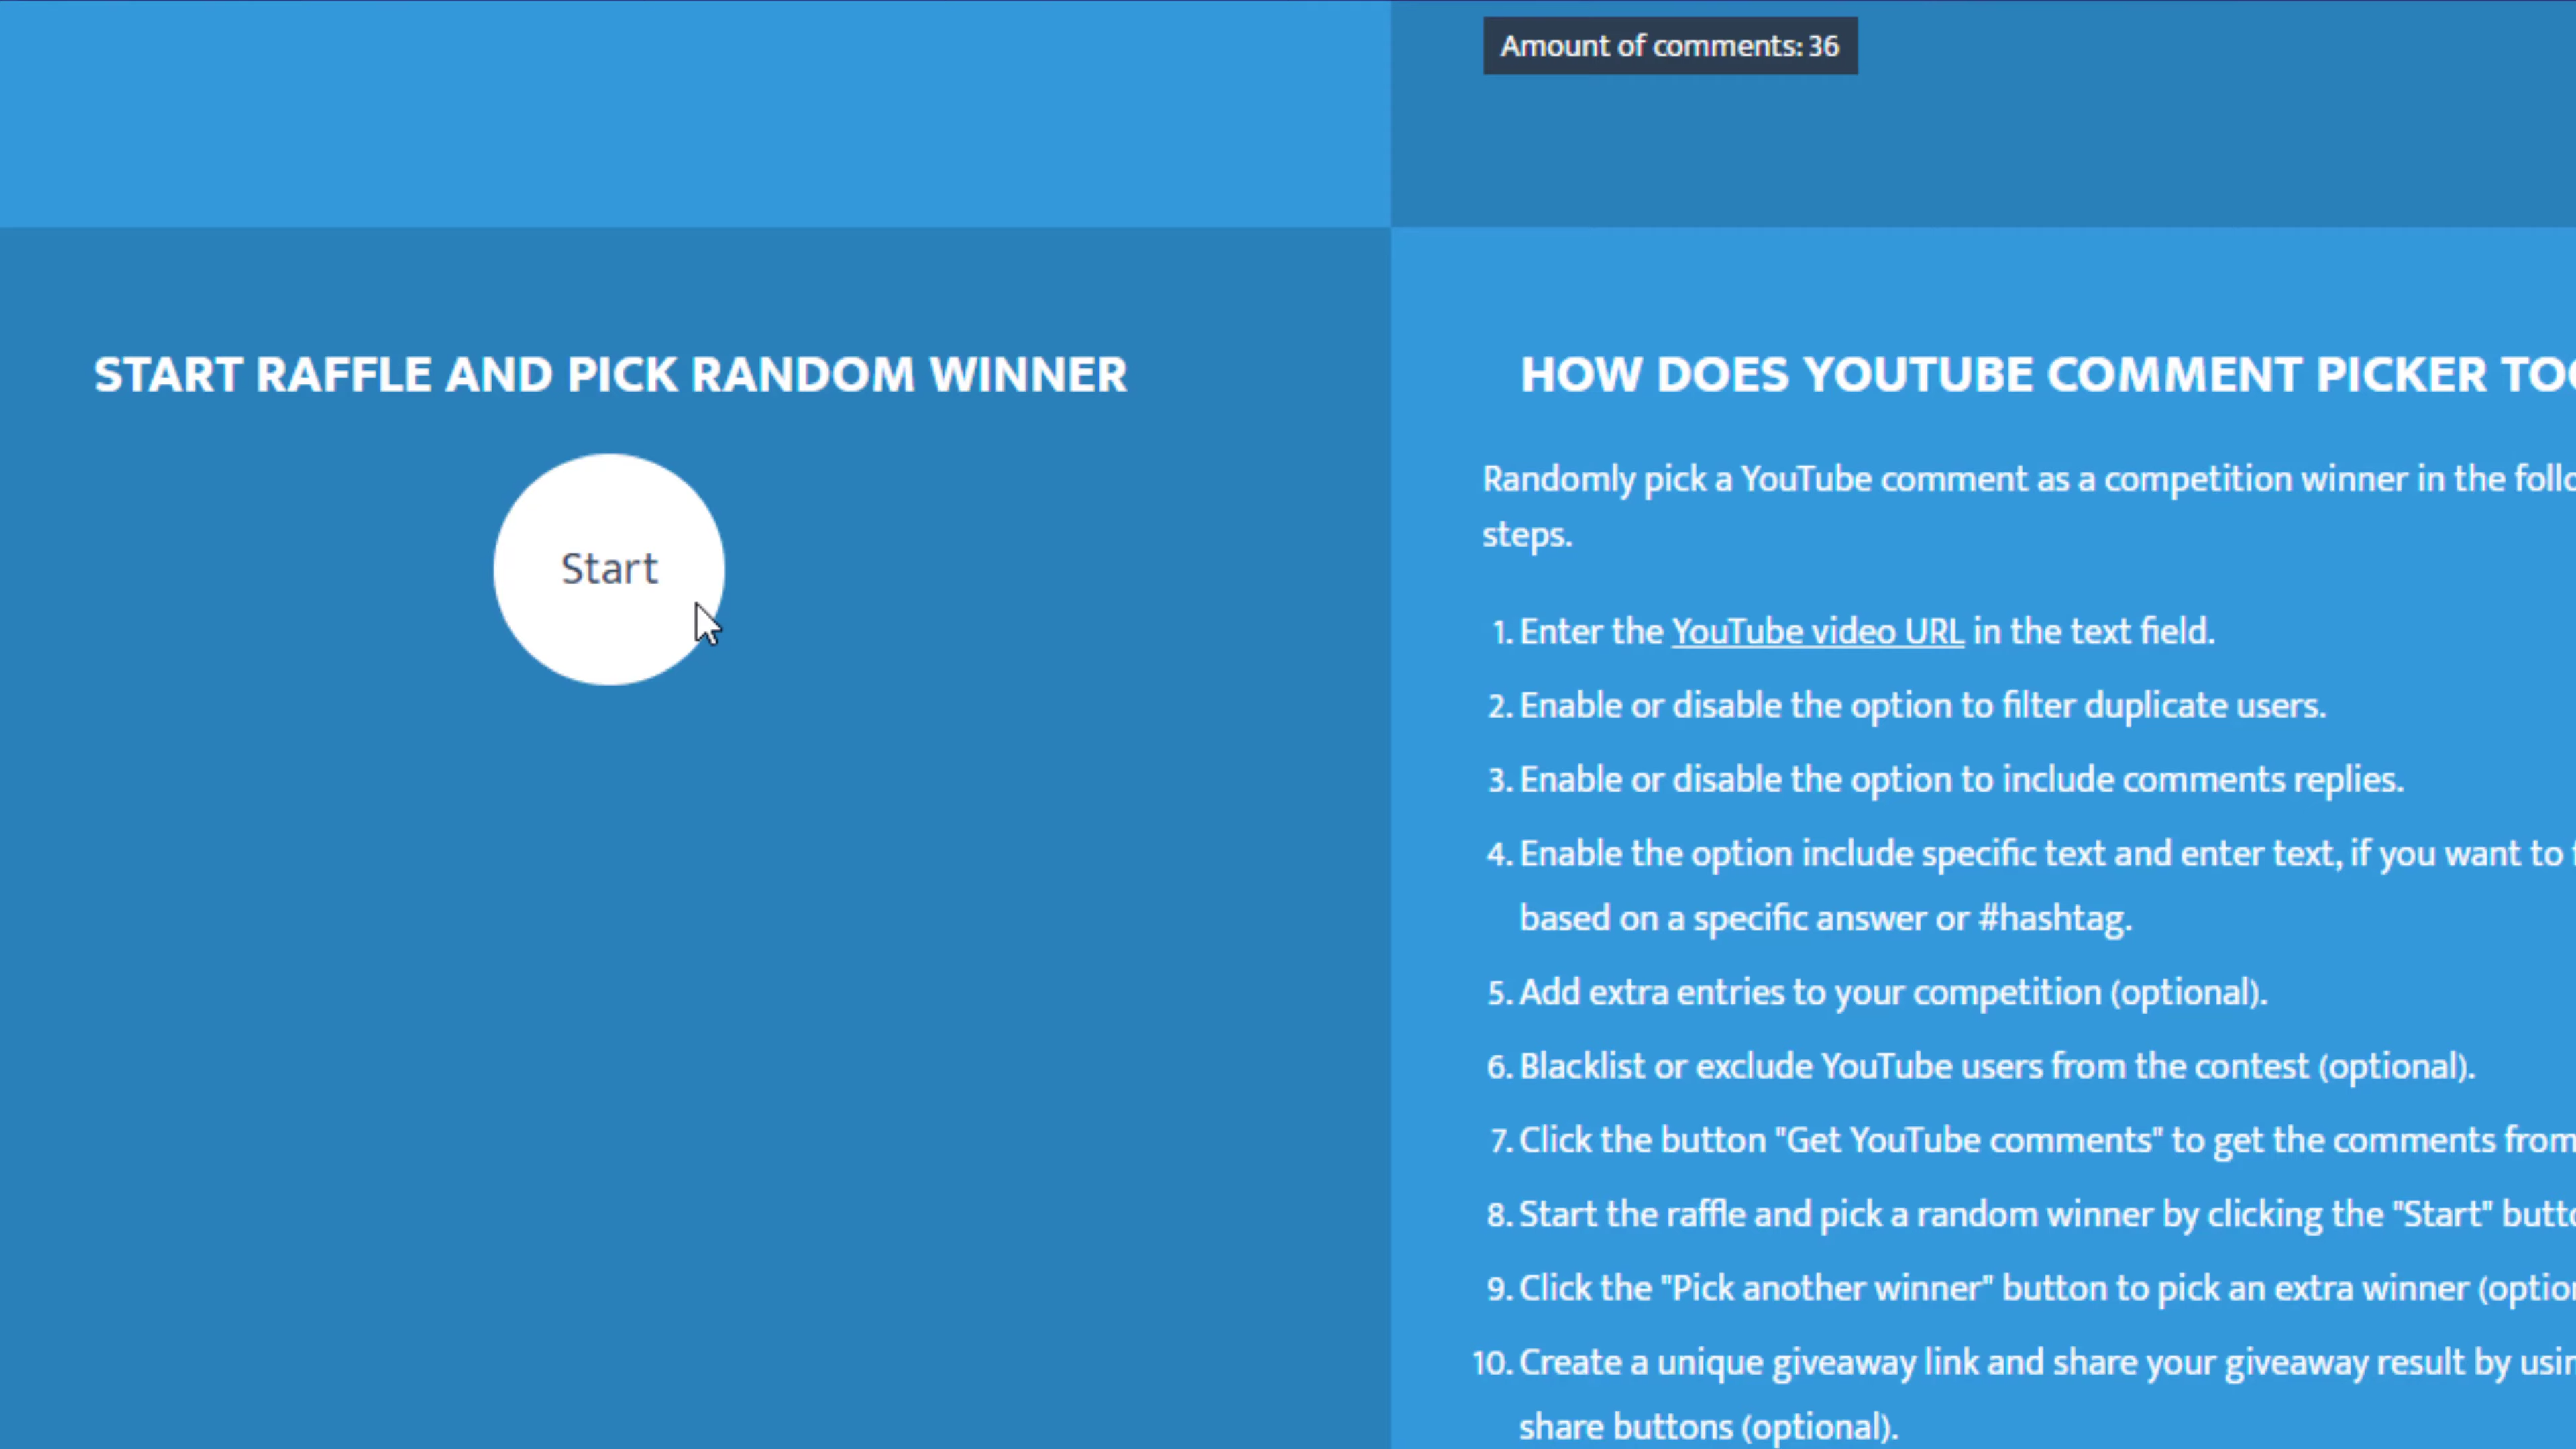 Amount of comments: 36
START RAFFLE AND PICK RANDOM WINNER
Start
HOW DOES YOUTUBE COMMENT PICKER
Randomly pick a YouTube comment as a competition winner in the
steps.
1. Enter the YouTube video URL in the text field.
2. Enable or disable the option to filter duplicate users.
3. Enable or disable the option to include comments replies.
4. Enable the option include specific text and enter text, if you want to
based on a specific answer or #hashtag.
5. Add extra entries to your competition (optional).
6. Blacklist or exclude YouTube users from the contest (optional).
7. Click the button "Get YouTube comments" to get the comments from
8. Start the raffle and pick a random winner by clicking the "Start"
9. Click the "Pick another winner" button to pick an extra winner
10. Create a unique giveaway link and share your giveaway result by
share buttons (optional).